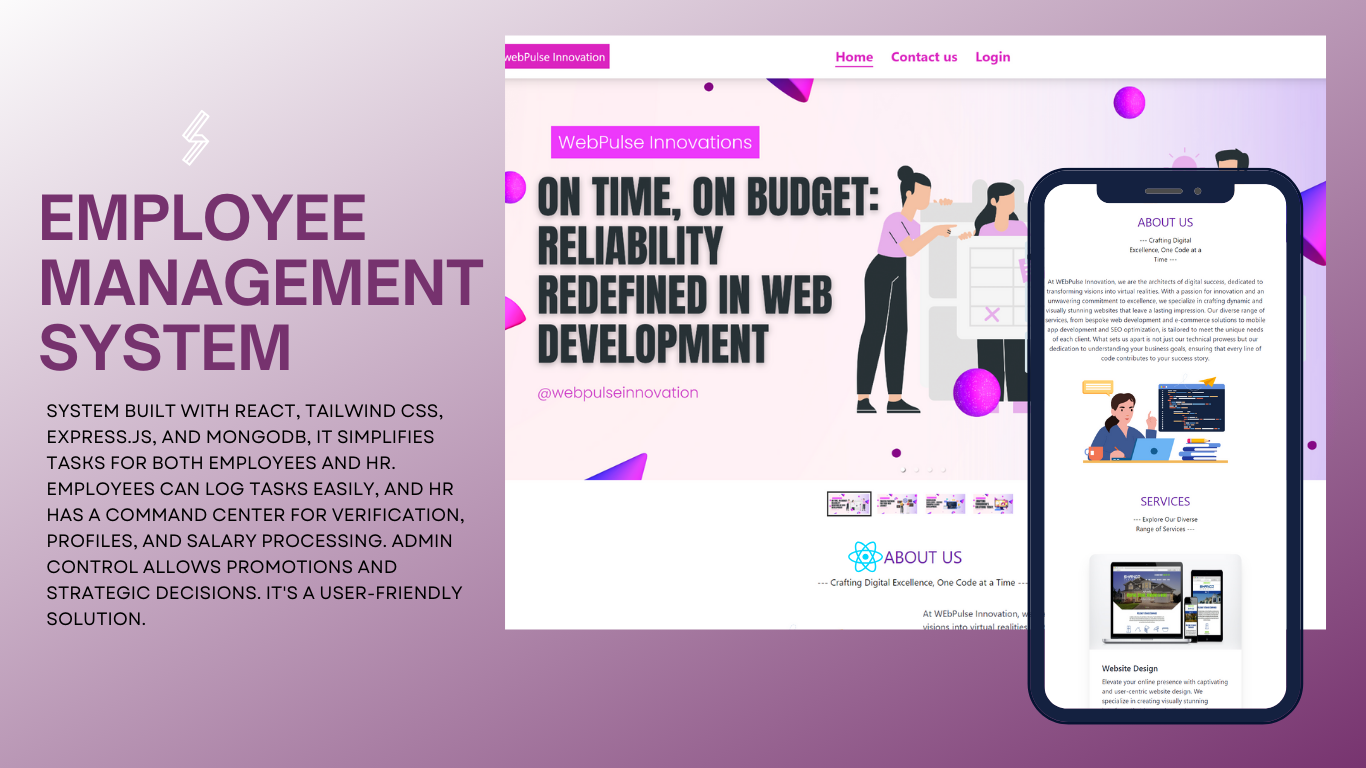 EMPLOYEE
MANAGEMENT
SYSTEM
SYSTEM BUILT WITH REACT, TAILWIND CSS,
EXPRESS.JS, AND MONGODB, IT SIMPLIFIES
TASKS FOR BOTH EMPLOYEES AND HR.
EMPLOYEES CAN LOG TASKS EASILY, AND HR
HAS A COMMAND CENTER FOR VERIFICATION,
PROFILES, AND SALARY PROCESSING. ADMIN
CONTROL ALLOWS PROMOTIONS AND
STRATEGIC DECISIONS. IT'S A USER-FRIENDLY
SOLUTION.
webPulse Innovation
Home Contact us Login
WebPulse Innovations
ON TIME, ON BUDGET:
RELIABILITY
REDEFINED IN WEB
DEVELOPMENT
@webpulseinnovation
ABOUT US
--- Crafting Digital Excellence, One Code at a Time ---
At WEbPulse Innovation, w
visions into virtual realities
ABOUT US
--- Crafting Digital
Excellence, One Code at a
Time ---
At WEbPulse Innovation, we are the architects of digital success, dedicated to
transforming visions into virtual realities. With a passion for innovation and an
unwavering commitment to excellence, we specialize in crafting dynamic and
visually stunning websites that leave a lasting impression. Our diverse range of
services, from bespoke web development and e-commerce solutions to mobile
app development and SEO optimization, is tailored to meet the unique needs
of each client. What sets us apart is not just our technical prowess but our
dedication to understanding your business goals, ensuring that every line of
code contributes to your success story.
SERVICES
--- Explore Our Diverse
Range of Services ---
Website Design
Elevate your online presence with captivating
and user-centric website design. We
specialize in creating visually stunning